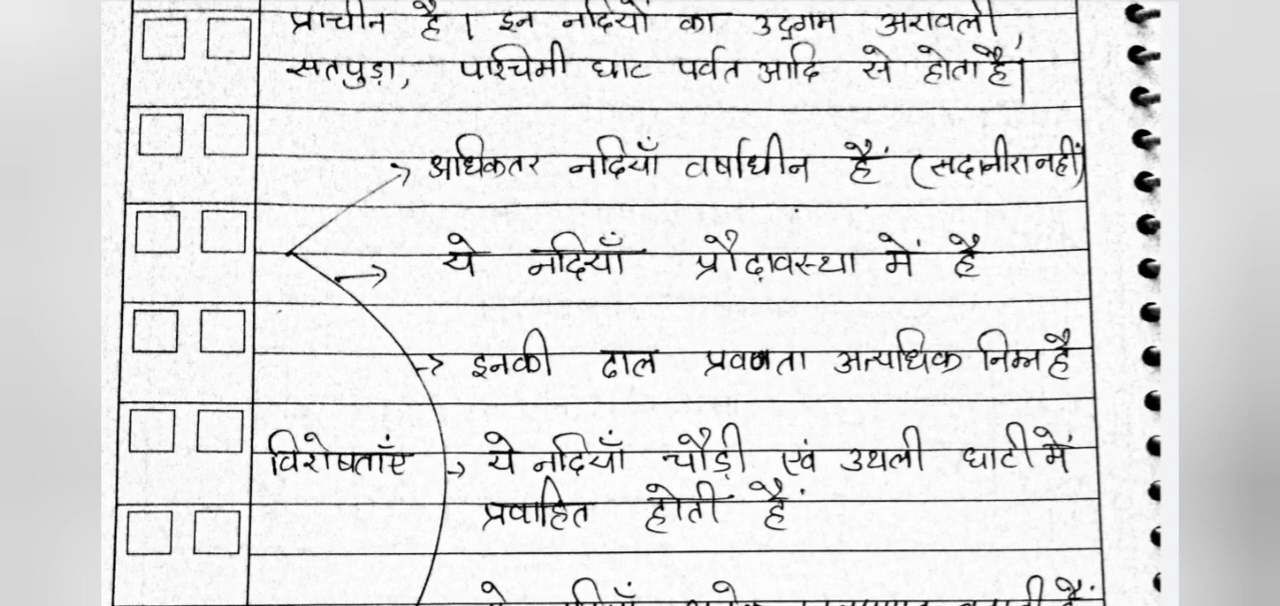 प्राचीन है। इन नदियों का उद्गम अरावली,
सतपुड़ा, पश्चिमी घाट पर्वत आदि से होता है।
अधिकतर नदियाँ वर्षाधीन हैं (सदानीरा नहीं)
ये नदियाँ प्रौढ़ावस्था में है
इनकी ढाल प्रवणता अत्यधिक निम्न है
विशेषताएँ → ये नदियाँ चौड़ी एवं उथली घाटी में
प्रवाहित होती हैं